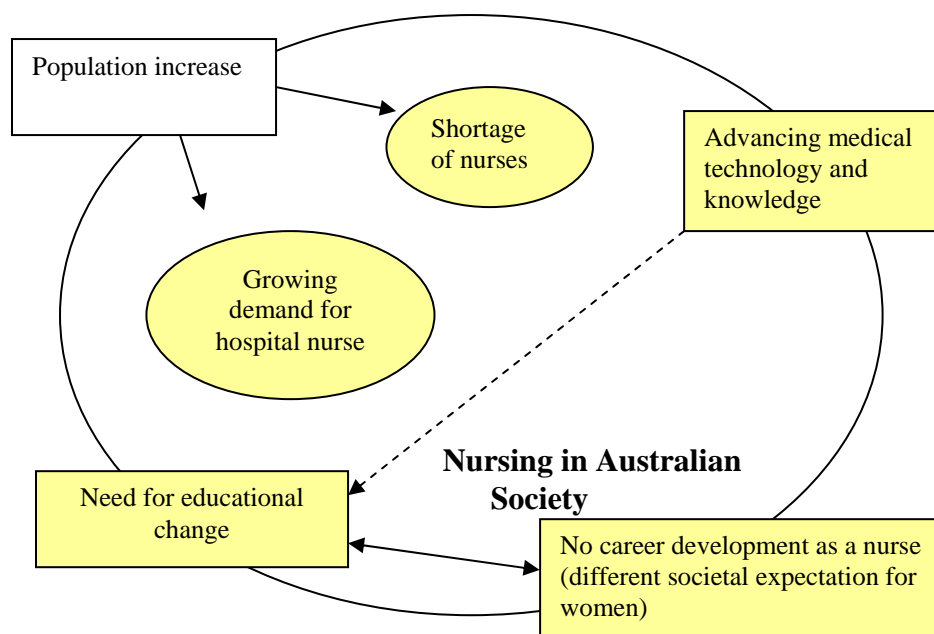 Population increase
Shortage
of nurses
Advancing medical
technology and
knowledge
Growing
demand for
hospital nurse
Nursing in Australian
Society
Need for educational
change
No career development as a nurse
(different societal expectation for
women)